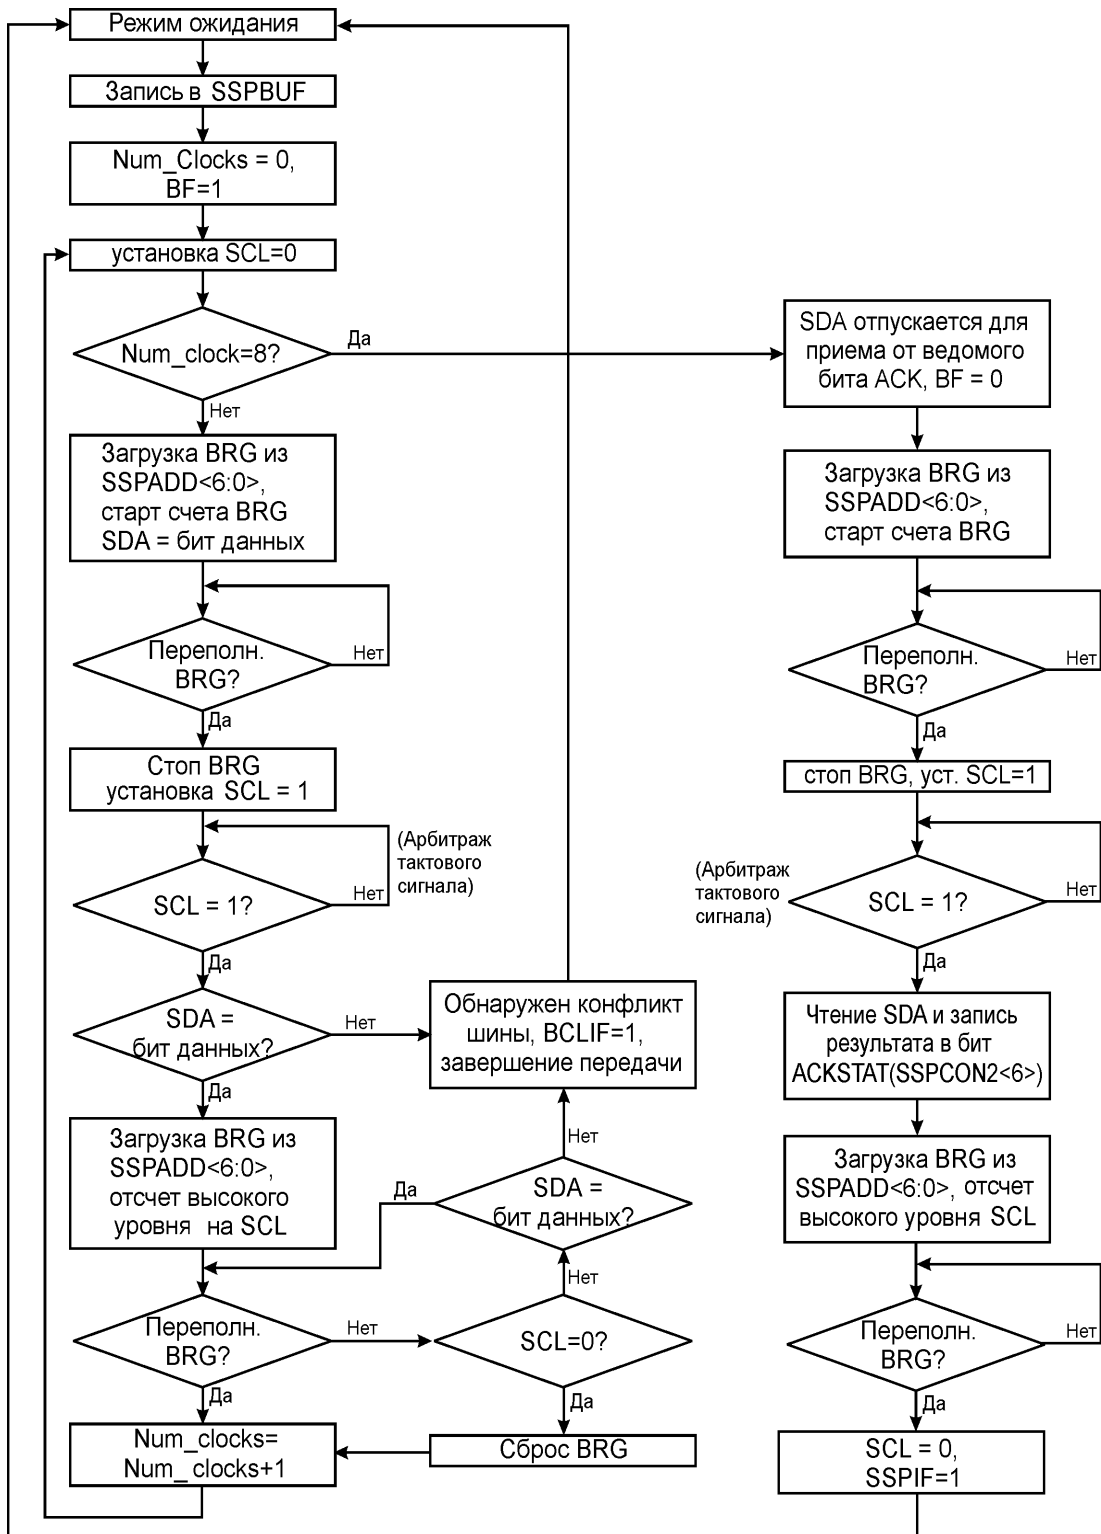 Режим ожидания
Запись в SSPBUF
Num_Clocks = 0,
BF=1
установка SCL=0
Num_clock=8?
Да
Нет
Загрузка BRG из
SSPADD<6:0>,
старт счета BRG
SDA = бит данных
Переполн.
BRG?
Нет
Да
Стоп BRG
установка SCL = 1
(Арбитраж
тактового
сигнала)
SCL = 1?
Нет
Да
SDA =
бит данных?
Нет
Да
Обнаружен конфликт
шины, BCLIF=1,
завершение передачи
Загрузка BRG из
SSPADD<6:0>,
отсчет высокого
уровня на SCL
Нет
Да
SDA =
бит данных?
Нет
Переполн.
BRG?
Нет
SCL=0?
Да
Да
Num_clocks=
Num_clocks+1
Сброс BRG
SDA отпускается для
приема от ведомого
бита ACK, BF = 0
Загрузка BRG из
SSPADD<6:0>,
старт счета BRG
Переполн.
BRG?
Нет
Да
стоп BRG, уст. SCL=1
(Арбитраж
тактового
сигнала)
SCL = 1?
Нет
Да
Чтение SDA и запись
результата в бит
ACKSTAT(SSPCON2<6>)
Загрузка BRG из
SSPADD<6:0>, отсчет
высокого уровня SCL
Переполн.
BRG?
Нет
Да
SCL = 0,
SSPIF=1